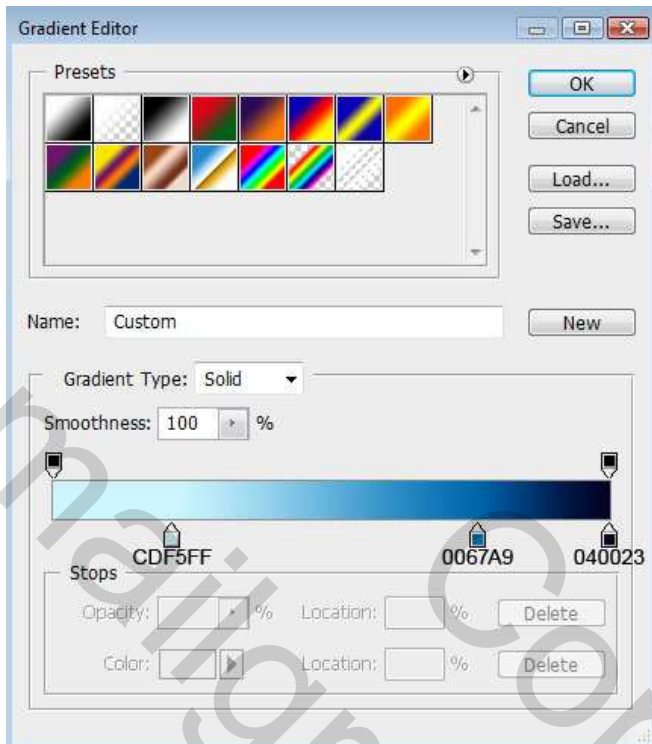 Gradient Editor
Presets
OK
Cancel
Load...
Save...
Name: Custom
New
Gradient Type: Solid
Smoothness: 100 %
CDF5FF 0067A9 040023
Stops
Opacity: % Location: % Delete
Color: Location: % Delete